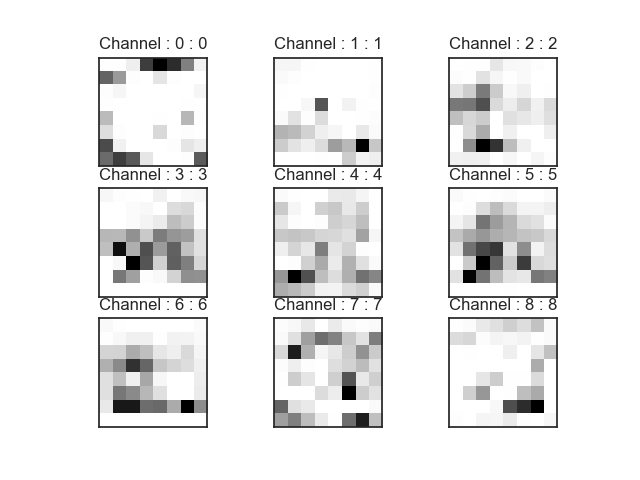 Channel : 0 : 0
Channel : 1 : 1
Channel : 2 : 2
Channel : 3 : 3
Channel : 4 : 4
Channel : 5 : 5
Channel : 6 : 6
Channel : 7 : 7
Channel : 8 : 8